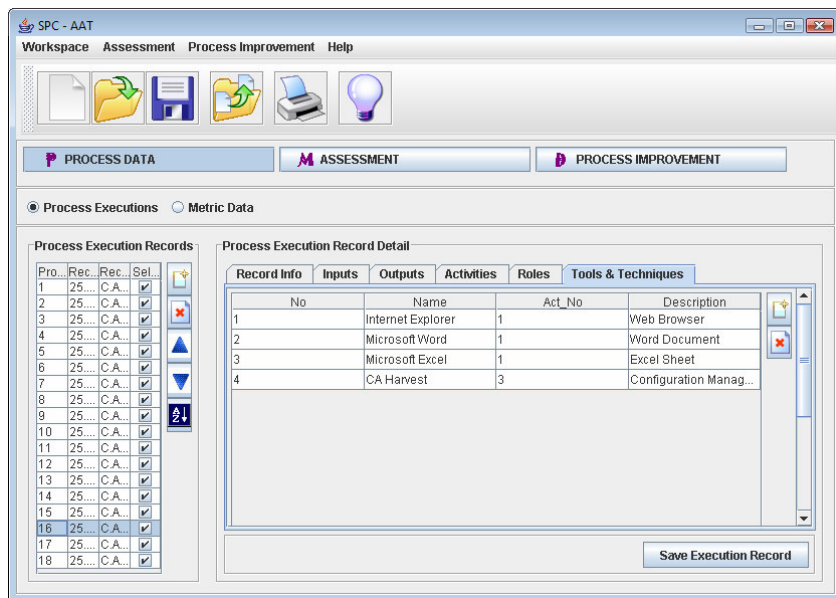 SPC - AAT
Workspace Assessment Process Improvement Help
P PROCESS DATA M ASSESSMENT D PROCESS IMPROVEMENT
Process Executions Metric Data
Process Execution Records
Pro... Rec... Rec... Sel...
1 25.... C.A...
2 25.... C.A...
3 25.... C.A...
4 25.... C.A...
5 25.... C.A...
6 25.... C.A...
7 25.... C.A...
8 25.... C.A...
9 25.... C.A...
10 25.... C.A...
11 25.... C.A...
12 25.... C.A...
13 25.... C.A...
14 25.... C.A...
15 25.... C.A...
16 25.... C.A...
17 25.... C.A...
18 25.... C.A...
Process Execution Record Detail
Record Info Inputs Outputs Activities Roles Tools & Techniques
No Name Act_No Description
1 Internet Explorer 1 Web Browser
2 Microsoft Word 1 Word Document
3 Microsoft Excel 1 Excel Sheet
4 CA Harvest 3 Configuration Manag...
Save Execution Record